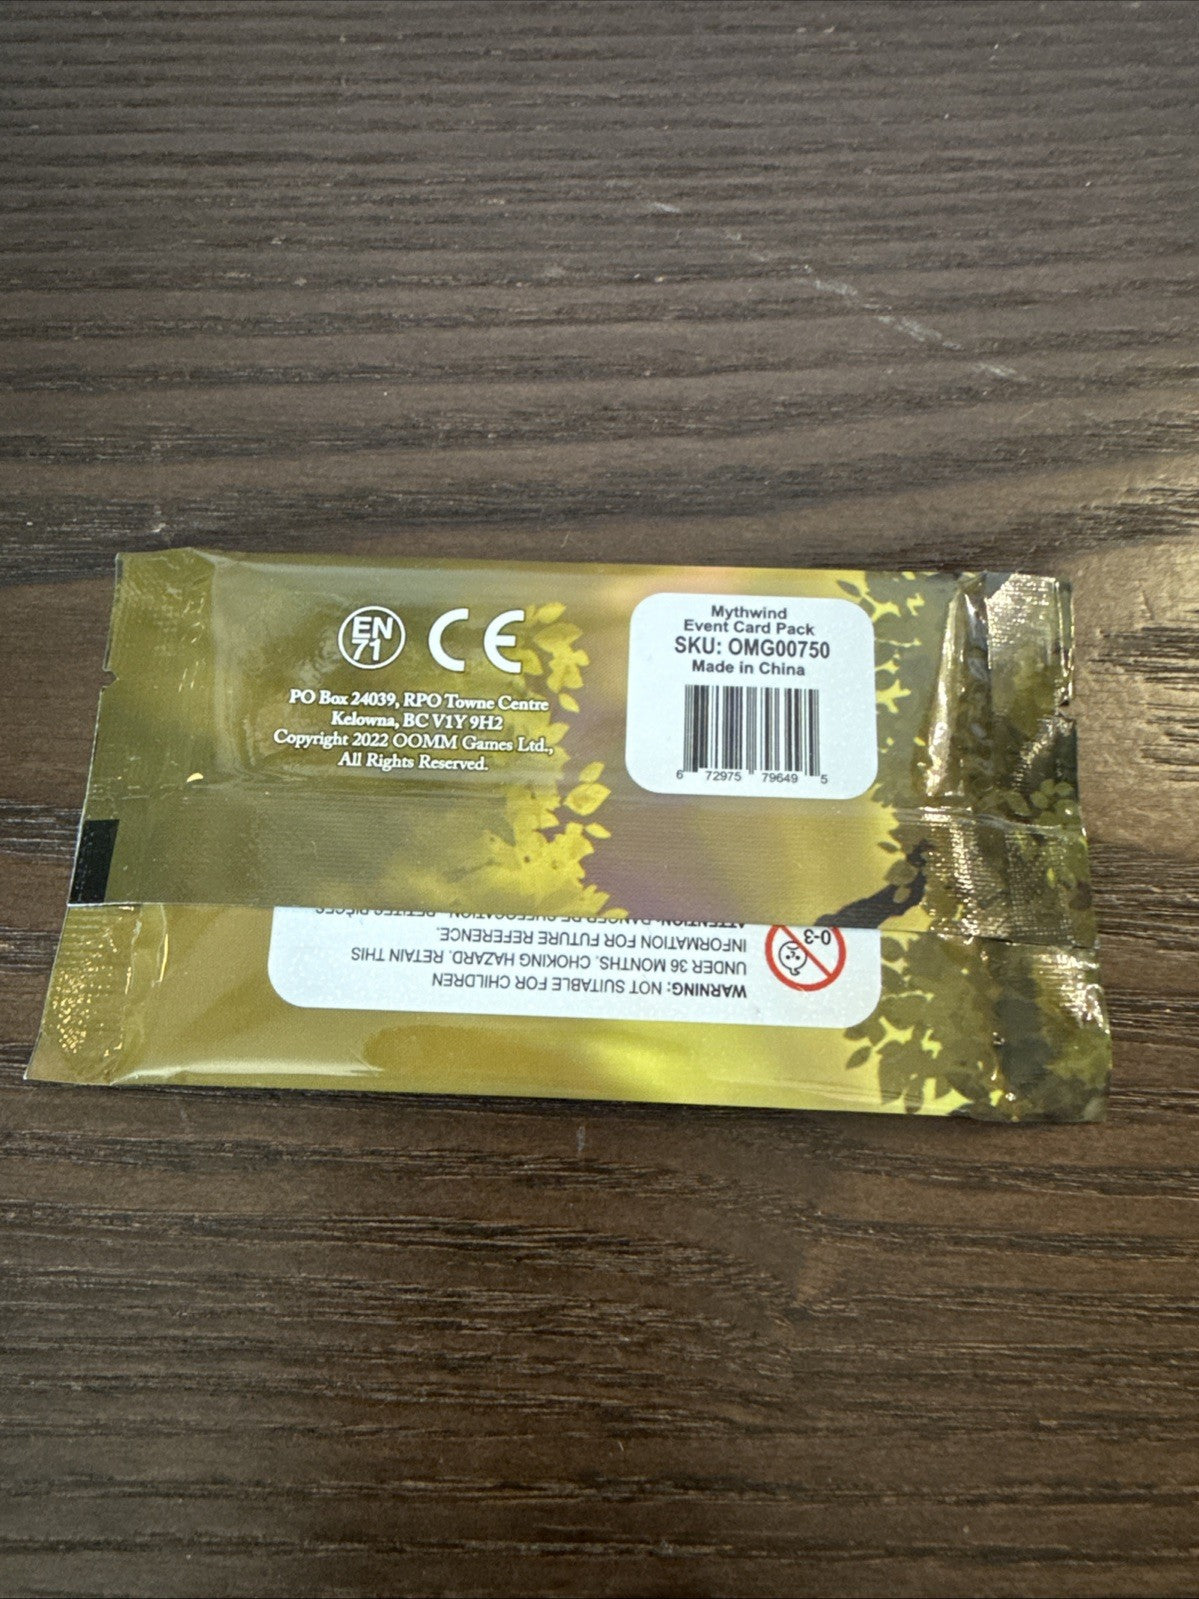 EN
71
CE
PO Box 24039, RPO Towne Centre
Kelowna, BC V1Y 9H2
Copyright 2022 OOMM Games Ltd.,
All Rights Reserved.
Mythwind
Event Card Pack
SKU: OMG00750
Made in China
6 72975 79649 5
0-3
WARNING: NOT SUITABLE FOR CHILDREN
UNDER 36 MONTHS. CHOKING HAZARD. RETAIN THIS
INFORMATION FOR FUTURE REFERENCE.